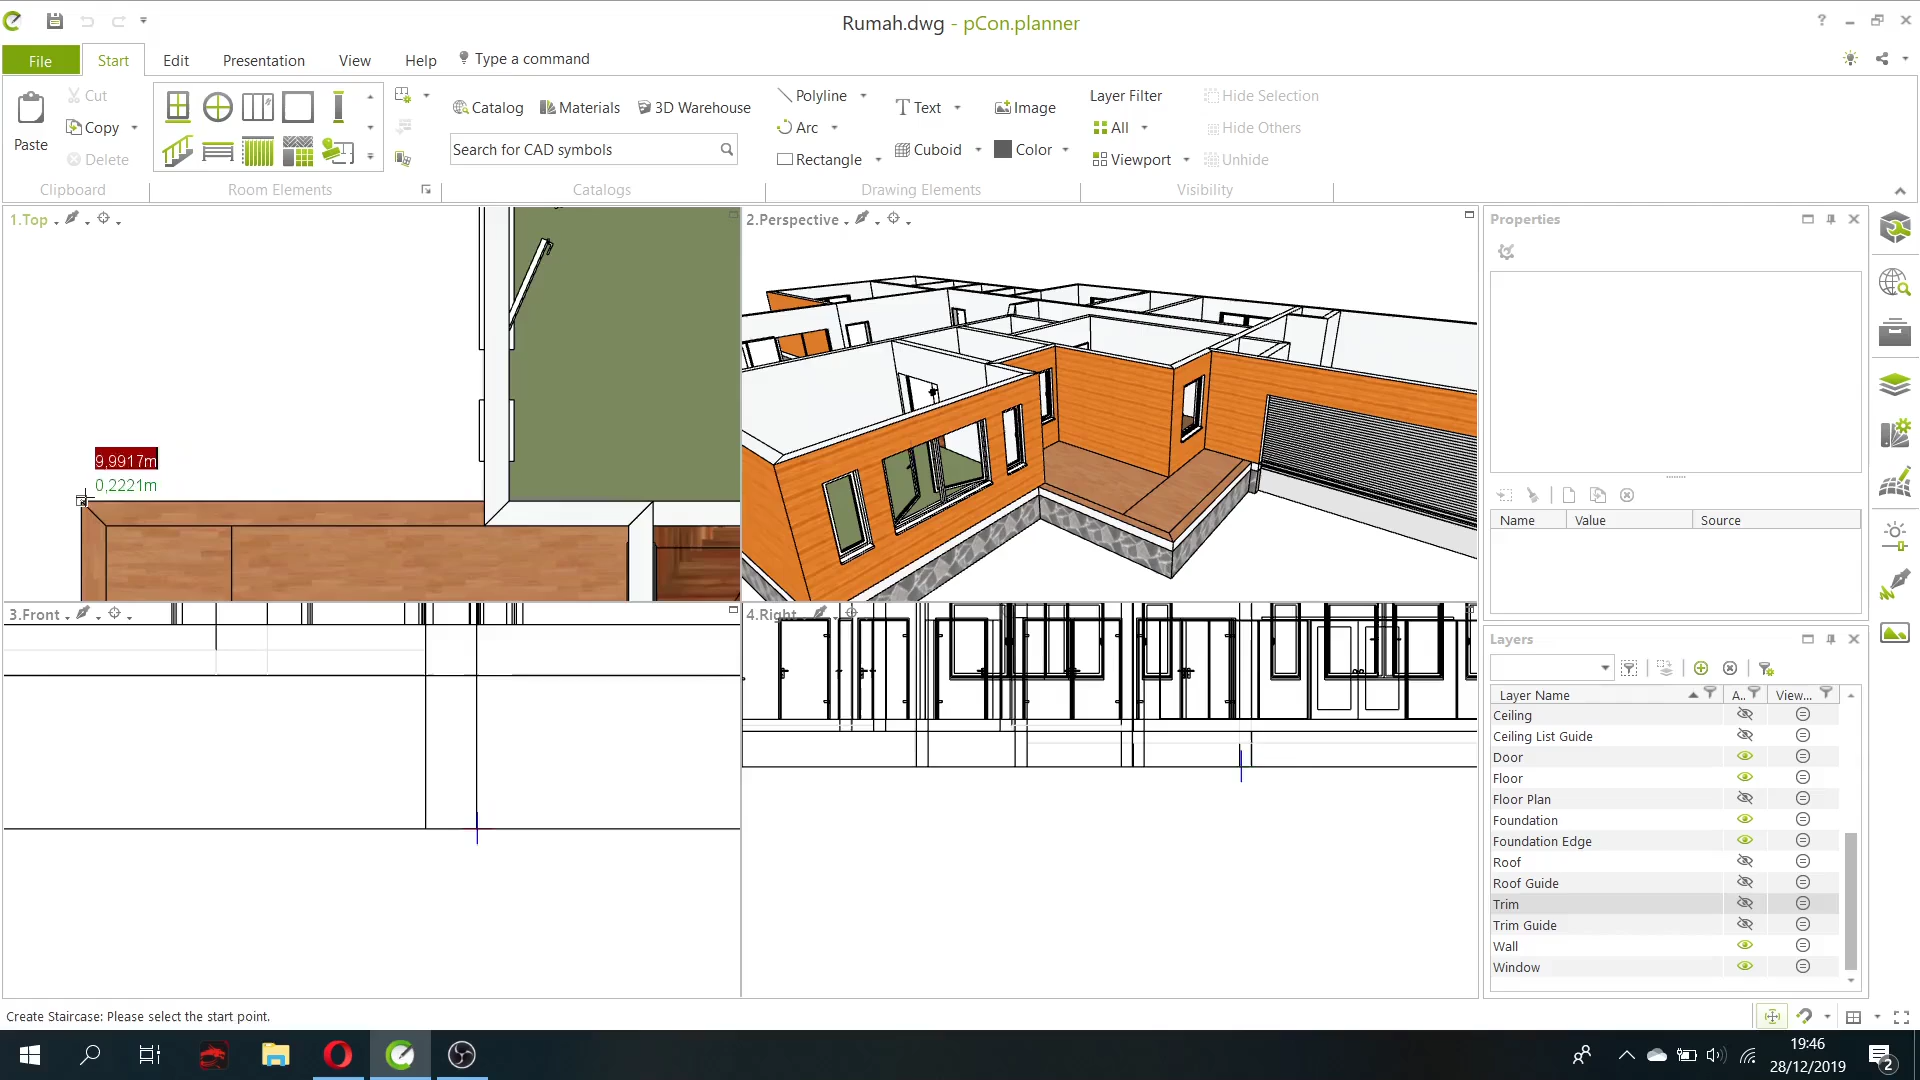 Rumah.dwg - pCon.planner
File
Start
Edit
Presentation
View
Help
Type a command
Paste
Cut
Copy
Delete
Clipboard
Room Elements
Catalog
Materials
3D Warehouse
Search for CAD symbols
Catalogs
Polyline
Arc
Rectangle
Text
Cuboid
Image
Color
Drawing Elements
Layer Filter
All
Viewport
Hide Selection
Hide Others
Unhide
Visibility
1.Top
9,9917m
0,2221m
2.Perspective
3.Front
4.Right
Properties
Name
Value
Source
Layers
Layer Name
A..
View...
Ceiling
Ceiling List Guide
Door
Floor
Floor Plan
Foundation
Foundation Edge
Roof
Roof Guide
Trim
Trim Guide
Wall
Window
Create Staircase: Please select the start point.
19:46
28/12/2019
2